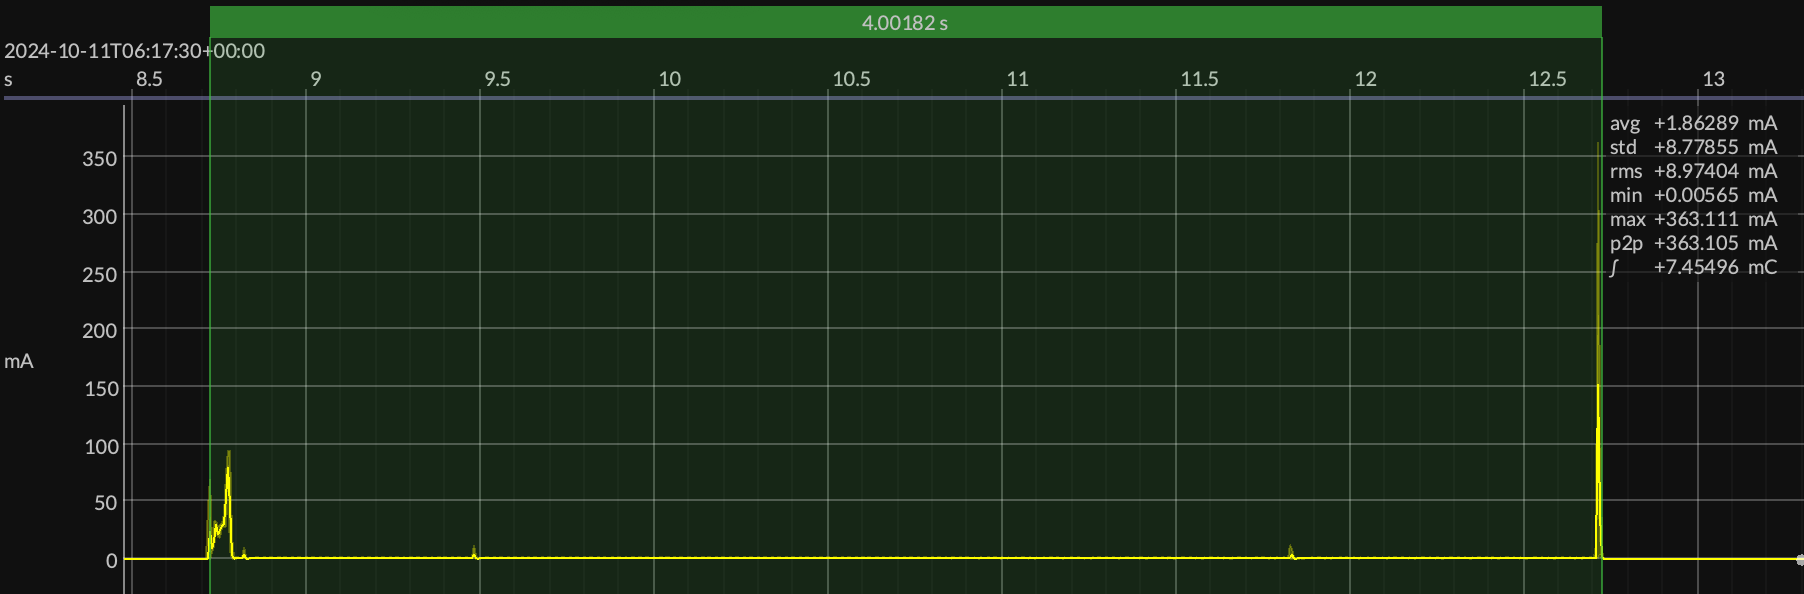 4.00182 s
2024-10-11T06:17:30+00:00
s 8.5 9 9.5 10 10.5 11 11.5 12 12.5 13
avg +1.86289 mA
std +8.77855 mA
rms +8.97404 mA
min +0.00565 mA
max +363.111 mA
p2p +363.105 mA
∫ +7.45496 mC
350
300
250
200
mA
150
100
50
0